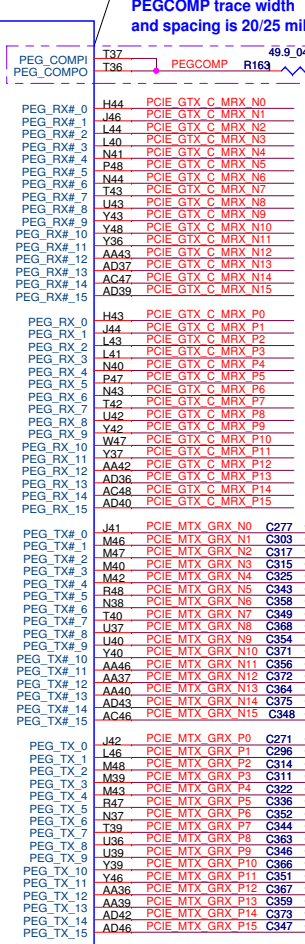 PEGCOMP trace width
and spacing is 20/25 mil
PEG_COMPI T37 49.9_04
PEG_COMPO T36 PEGCOMP R163
PEG_RX#_0 H44 PCIE_GTX_C_MRX_N0
PEG_RX#_1 J46 PCIE_GTX_C_MRX_N1
PEG_RX#_2 L44 PCIE_GTX_C_MRX_N2
PEG_RX#_3 L40 PCIE_GTX_C_MRX_N3
PEG_RX#_4 N41 PCIE_GTX_C_MRX_N4
PEG_RX#_5 P48 PCIE_GTX_C_MRX_N5
PEG_RX#_6 N44 PCIE_GTX_C_MRX_N6
PEG_RX#_7 T43 PCIE_GTX_C_MRX_N7
PEG_RX#_8 U43 PCIE_GTX_C_MRX_N8
PEG_RX#_9 Y43 PCIE_GTX_C_MRX_N9
PEG_RX#_10 Y48 PCIE_GTX_C_MRX_N10
PEG_RX#_11 Y36 PCIE_GTX_C_MRX_N11
PEG_RX#_12 AA43 PCIE_GTX_C_MRX_N12
PEG_RX#_13 AD37 PCIE_GTX_C_MRX_N13
PEG_RX#_14 AC47 PCIE_GTX_C_MRX_N14
PEG_RX#_15 AD39 PCIE_GTX_C_MRX_N15
PEG_RX_0 H43 PCIE_GTX_C_MRX_P0
PEG_RX_1 J44 PCIE_GTX_C_MRX_P1
PEG_RX_2 L43 PCIE_GTX_C_MRX_P2
PEG_RX_3 L41 PCIE_GTX_C_MRX_P3
PEG_RX_4 N40 PCIE_GTX_C_MRX_P4
PEG_RX_5 P47 PCIE_GTX_C_MRX_P5
PEG_RX_6 N43 PCIE_GTX_C_MRX_P6
PEG_RX_7 T42 PCIE_GTX_C_MRX_P7
PEG_RX_8 U42 PCIE_GTX_C_MRX_P8
PEG_RX_9 Y42 PCIE_GTX_C_MRX_P9
PEG_RX_10 W47 PCIE_GTX_C_MRX_P10
PEG_RX_11 Y37 PCIE_GTX_C_MRX_P11
PEG_RX_12 AA42 PCIE_GTX_C_MRX_P12
PEG_RX_13 AD36 PCIE_GTX_C_MRX_P13
PEG_RX_14 AC48 PCIE_GTX_C_MRX_P14
PEG_RX_15 AD40 PCIE_GTX_C_MRX_P15
PEG_TX#_0 J41 PCIE_MTX_GRX_N0 C277
PEG_TX#_1 M46 PCIE_MTX_GRX_N1 C303
PEG_TX#_2 M47 PCIE_MTX_GRX_N2 C317
PEG_TX#_3 M40 PCIE_MTX_GRX_N3 C315
PEG_TX#_4 M42 PCIE_MTX_GRX_N4 C325
PEG_TX#_5 R48 PCIE_MTX_GRX_N5 C343
PEG_TX#_6 N38 PCIE_MTX_GRX_N6 C358
PEG_TX#_7 T40 PCIE_MTX_GRX_N7 C349
PEG_TX#_8 U37 PCIE_MTX_GRX_N8 C368
PEG_TX#_9 U40 PCIE_MTX_GRX_N9 C354
PEG_TX#_10 Y40 PCIE_MTX_GRX_N10 C371
PEG_TX#_11 AA46 PCIE_MTX_GRX_N11 C356
PEG_TX#_12 AA37 PCIE_MTX_GRX_N12 C372
PEG_TX#_13 AA40 PCIE_MTX_GRX_N13 C364
PEG_TX#_14 AD43 PCIE_MTX_GRX_N14 C375
PEG_TX#_15 AC46 PCIE_MTX_GRX_N15 C348
PEG_TX_0 J42 PCIE_MTX_GRX_P0 C271
PEG_TX_1 L46 PCIE_MTX_GRX_P1 C296
PEG_TX_2 M48 PCIE_MTX_GRX_P2 C314
PEG_TX_3 M39 PCIE_MTX_GRX_P3 C311
PEG_TX_4 M43 PCIE_MTX_GRX_P4 C322
PEG_TX_5 R47 PCIE_MTX_GRX_P5 C336
PEG_TX_6 N37 PCIE_MTX_GRX_P6 C352
PEG_TX_7 T39 PCIE_MTX_GRX_P7 C344
PEG_TX_8 U36 PCIE_MTX_GRX_P8 C363
PEG_TX_9 U39 PCIE_MTX_GRX_P9 C346
PEG_TX_10 Y39 PCIE_MTX_GRX_P10 C366
PEG_TX_11 Y46 PCIE_MTX_GRX_P11 C351
PEG_TX_12 AA36 PCIE_MTX_GRX_P12 C367
PEG_TX_13 AA39 PCIE_MTX_GRX_P13 C359
PEG_TX_14 AD42 PCIE_MTX_GRX_P14 C373
PEG_TX_15 AD46 PCIE_MTX_GRX_P15 C347